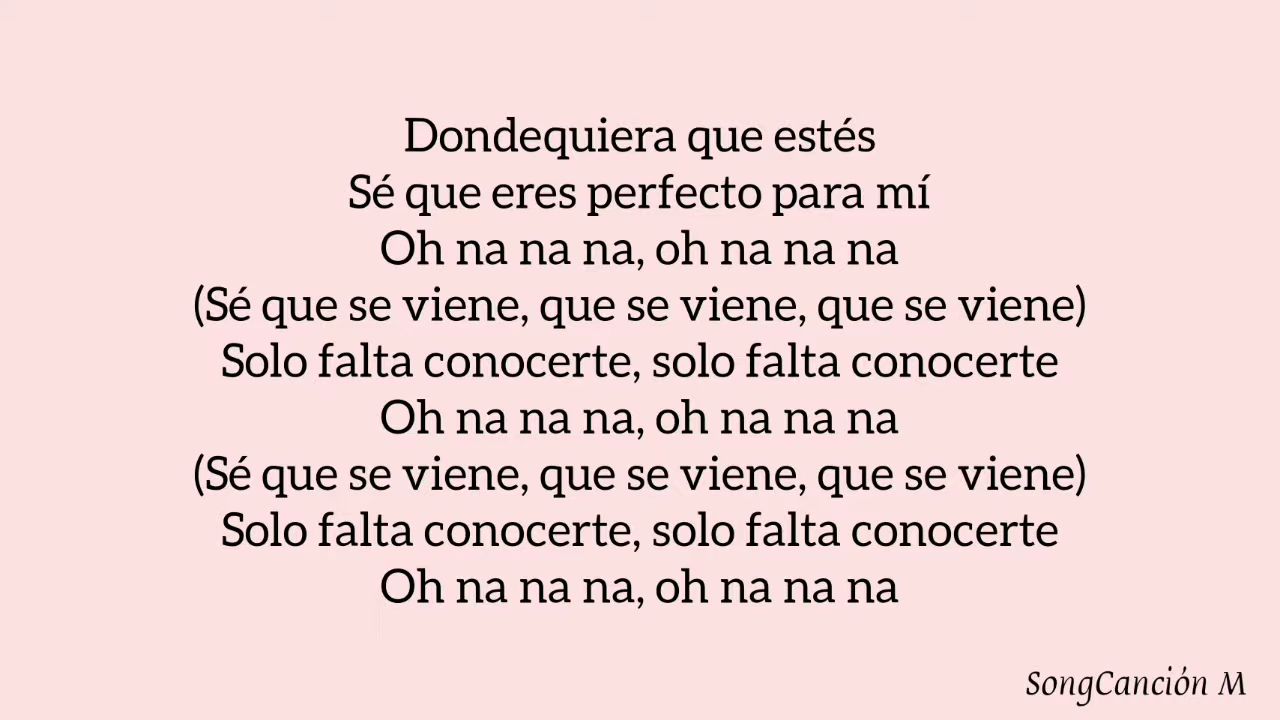 Dondequiera que estés
Sé que eres perfecto para mí
Oh na na na, oh na na na
(Sé que se viene, que se viene, que se viene)
Solo falta conocerte, solo falta conocerte
Oh na na na, oh na na na
(Sé que se viene, que se viene, que se viene)
Solo falta conocerte, solo falta conocerte
Oh na na na, oh na na na
SongCanción M